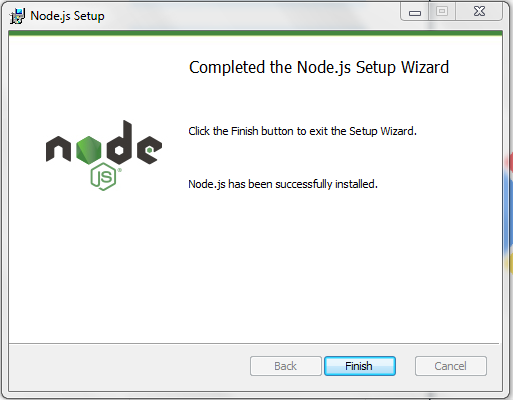 Node.js Setup
Completed the Node.js Setup Wizard
Click the Finish button to exit the Setup Wizard.
node
JS
Node.js has been successfully installed.
Back
Finish
Cancel